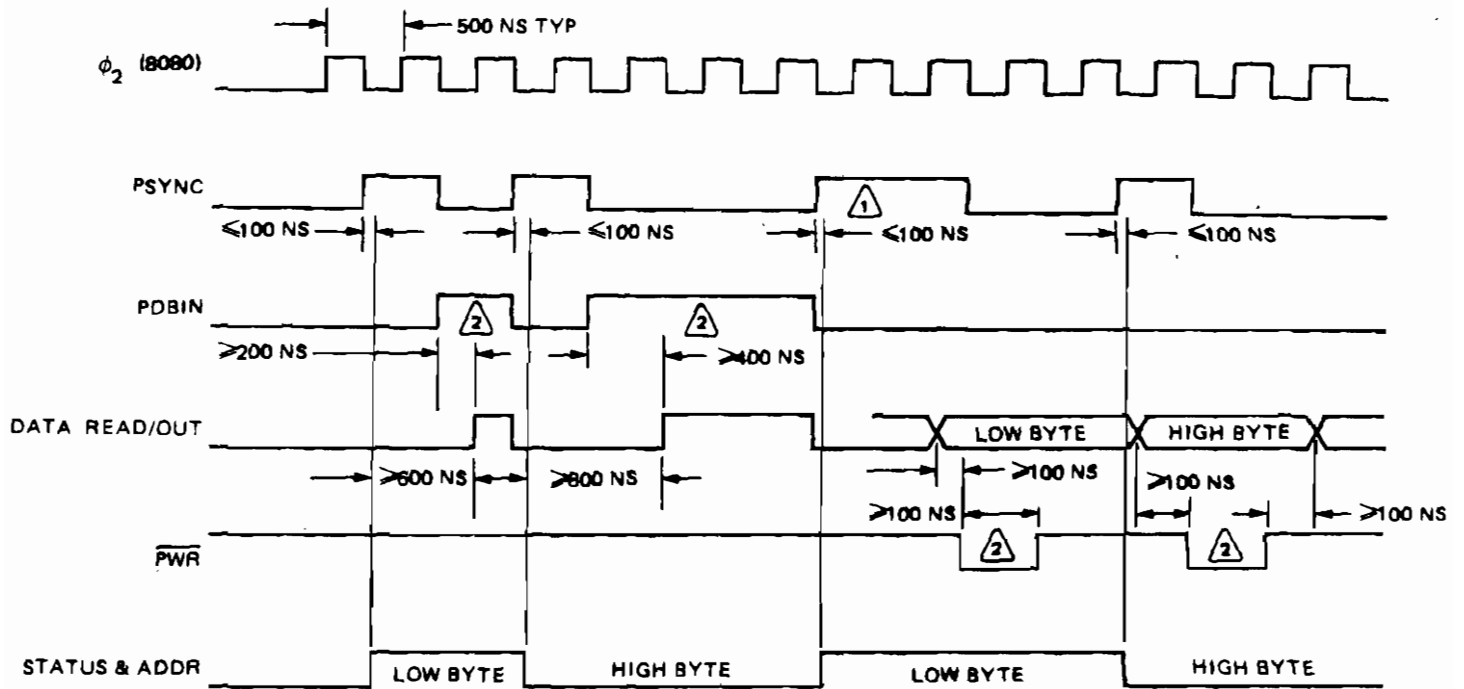 500 NS TYP
ϕ2 (8080)
PSYNC
1
≤100 NS
≤100 NS
≤100 NS
≤100 NS
PDBIN
2
2
≥200 NS
≥400 NS
DATA READ/OUT
LOW BYTE
HIGH BYTE
≥600 NS
≥800 NS
≥100 NS
≥100 NS
≥100 NS
≥100 NS
PWR
2
2
STATUS & ADDR
LOW BYTE
HIGH BYTE
LOW BYTE
HIGH BYTE